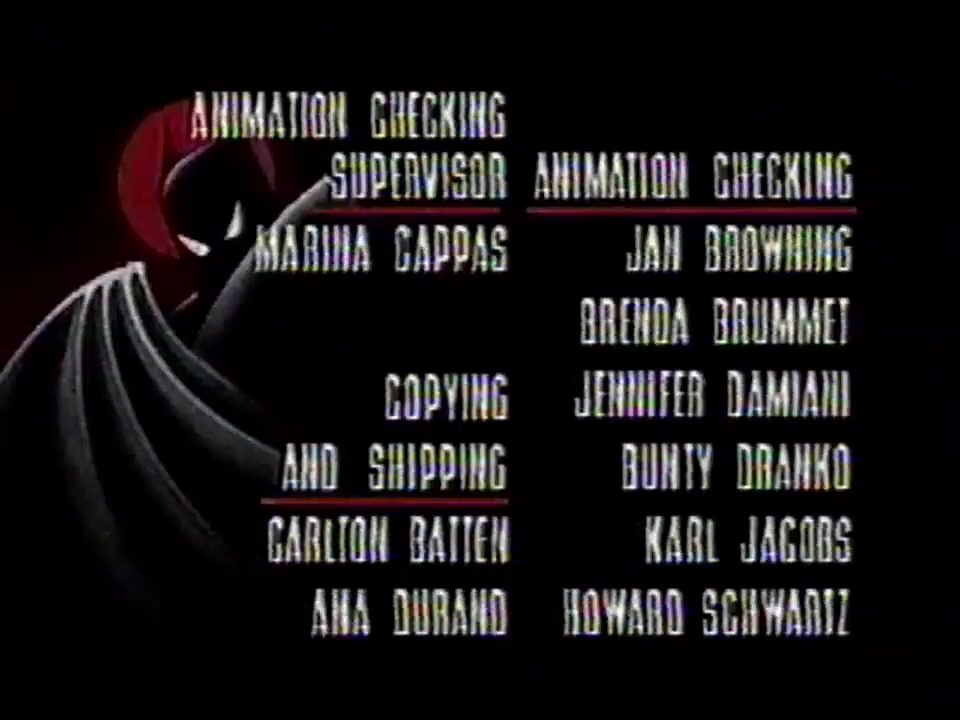 ANIMATION CHECKING
SUPERVISOR
MARINA CAPPAS
COPYING
AND SHIPPING
CARLTON BATTEN
ANA DURAND
ANIMATION CHECKING
JAN BROWNING
BRENDA BRUMMET
JENNIFER DAMIANI
BUNTY DRANKO
KARL JACOBS
HOWARD SCHWARTZ